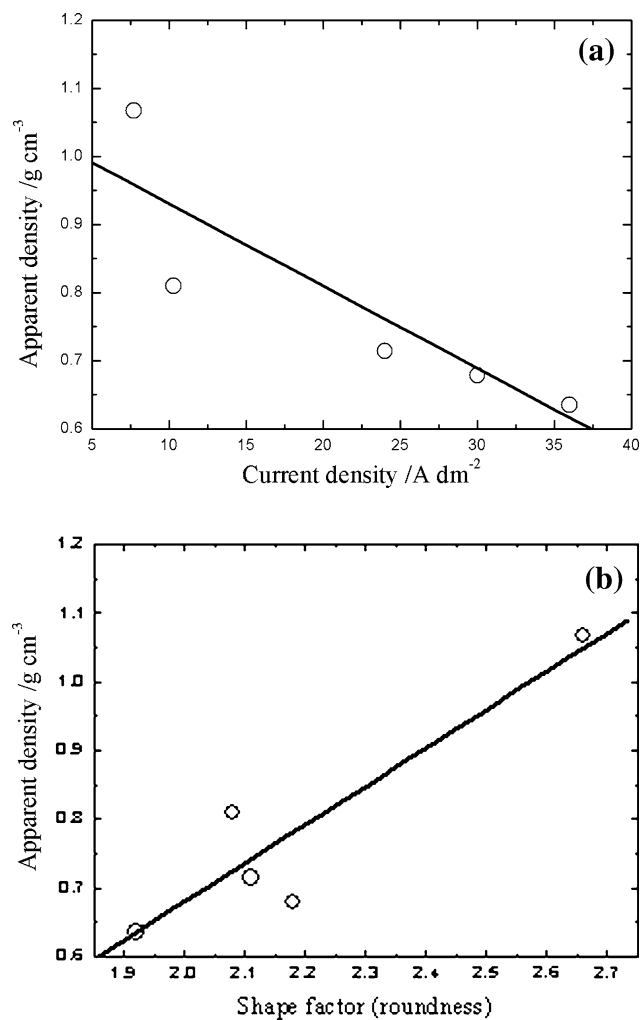 (a)
1.2
1.1
1.0
0.9
0.8
0.7
0.6
Apparent density /g cm⁻³
5 10 15 20 25 30 35 40
Current density /A dm⁻²
(b)
1.2
1.1
1.0
0.9
0.8
0.7
0.6
Apparent density /g cm⁻³
1.9 2.0 2.1 2.2 2.3 2.4 2.5 2.6 2.7
Shape factor (roundness)